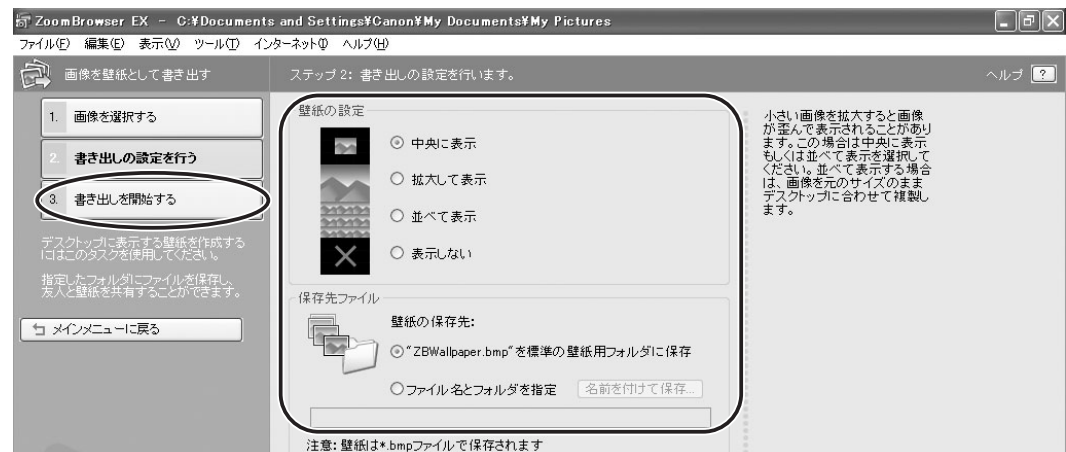 ZoomBrowser EX - C:¥Documents and Settings¥Canon¥My Documents¥My Pictures
ファイル(F) 編集(E) 表示(V) ツール(T) インターネット(I) ヘルプ(H)
画像を壁紙として書き出す
ステップ 2: 書き出しの設定を行います。
ヘルプ ?
1. 画像を選択する
2. 書き出しの設定を行う
3. 書き出しを開始する
デスクトップに表示する壁紙を作成する
にはこのタスクを使用してください。
指定したフォルダにファイルを保存し、
友人と壁紙を共有することができます。
メインメニューに戻る
壁紙の設定
中央に表示
拡大して表示
並べて表示
表示しない
保存先ファイル
壁紙の保存先:
"ZBWallpaper.bmp"を標準の壁紙用フォルダに保存
ファイル名とフォルダを指定
名前を付けて保存...
注意: 壁紙は*.bmpファイルで保存されます
小さい画像を拡大すると画像
が歪んで表示されることがあり
ます。この場合は中央に表示
もしくは並べて表示を選択して
ください。並べて表示する場合
は、画像を元のサイズのまま
デスクトップに合わせて複製し
ます。